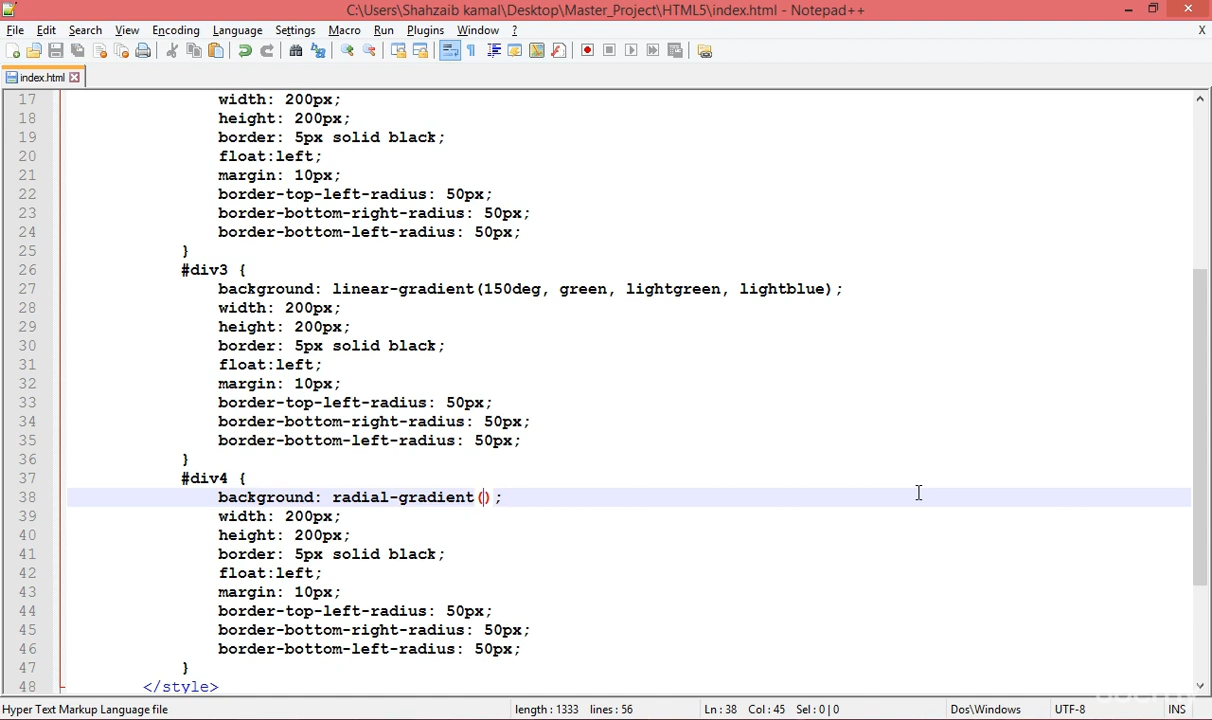 C:\Users\Shahzaib kamal\Desktop\Master_Project\HTML5\index.html - Notepad++
File Edit Search View Encoding Language Settings Macro Run Plugins Window ? X
index.html
17 width: 200px;
18 height: 200px;
19 border: 5px solid black;
20 float:left;
21 margin: 10px;
22 border-top-left-radius: 50px;
23 border-bottom-right-radius: 50px;
24 border-bottom-left-radius: 50px;
25 }
26 #div3 {
27 background: linear-gradient(150deg, green, lightgreen, lightblue);
28 width: 200px;
29 height: 200px;
30 border: 5px solid black;
31 float:left;
32 margin: 10px;
33 border-top-left-radius: 50px;
34 border-bottom-right-radius: 50px;
35 border-bottom-left-radius: 50px;
36 }
37 #div4 {
38 background: radial-gradient();
39 width: 200px;
40 height: 200px;
41 border: 5px solid black;
42 float:left;
43 margin: 10px;
44 border-top-left-radius: 50px;
45 border-bottom-right-radius: 50px;
46 border-bottom-left-radius: 50px;
47 }
48 </style>
Hyper Text Markup Language file length : 1333 lines : 56 Ln : 38 Col : 45 Sel : 0 | 0 Dos\Windows UTF-8 INS